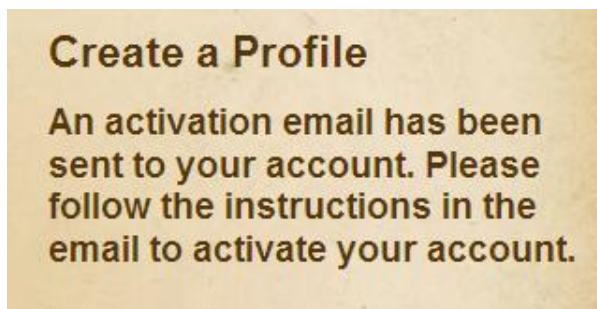 Create a Profile
An activation email has been
sent to your account. Please
follow the instructions in the
email to activate your account.